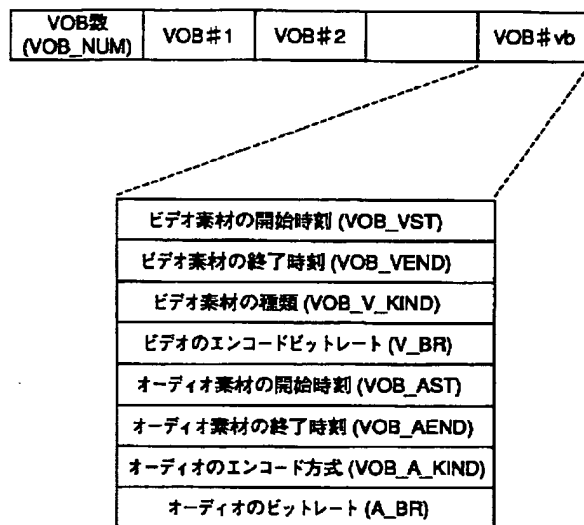 VOB数
(VOB_NUM)
VOB#1
VOB#2
VOB#vb
ビデオ素材の開始時刻 (VOB_VST)
ビデオ素材の終了時刻 (VOB_VEND)
ビデオ素材の種類 (VOB_V_KIND)
ビデオのエンコードビットレート (V_BR)
オーディオ素材の開始時刻 (VOB_AST)
オーディオ素材の終了時刻 (VOB_AEND)
オーディオのエンコード方式 (VOB_A_KIND)
オーディオのビットレート (A_BR)